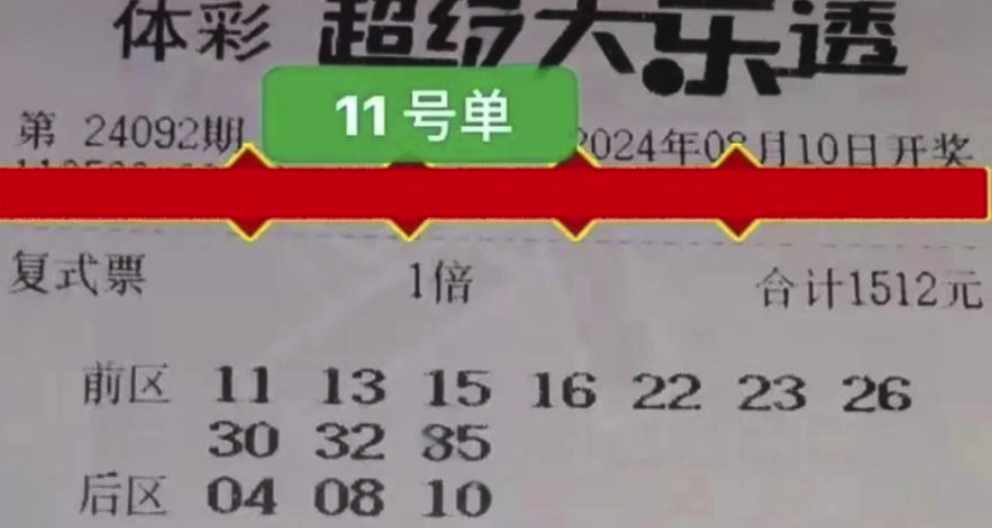 体彩 超级大乐透
11号单
第 24092期
2024年08月10日开奖
复式票 1倍 合计1512元
前区 11 13 15 16 22 23 26
30 32 35
后区 04 08 10